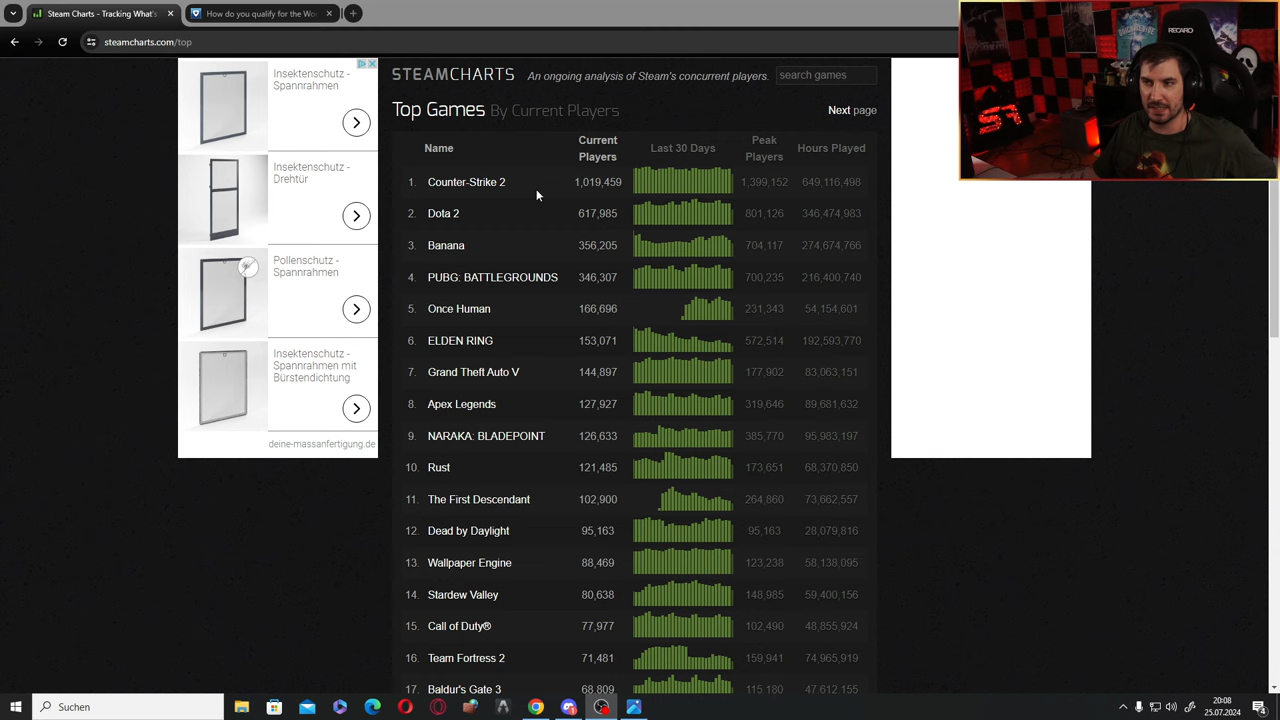 Steam Charts - Tracking What's
How do you qualify for the Wo
steamcharts.com/top
Insektenschutz -
Spannrahmen
Insektenschutz -
Drehtür
Pollenschutz -
Spannrahmen
Insektenschutz -
Spannrahmen mit
Bürstendichtung
deine-massanfertigung.de
STEAMCHARTS An ongoing analysis of Steam's concurrent players. search games
Top Games By Current Players Next page
Name Current Players Last 30 Days Peak Players Hours Played
1. Counter-Strike 2 1,019,459 1,399,152 649,116,498
2. Dota 2 617,985 801,126 346,474,983
3. Banana 356,205 704,117 274,674,766
4. PUBG: BATTLEGROUNDS 346,307 700,235 216,400,740
5. Once Human 166,696 231,343 54,154,601
6. ELDEN RING 153,071 572,514 192,593,770
7. Grand Theft Auto V 144,897 177,902 83,063,151
8. Apex Legends 127,927 319,646 89,681,632
9. NARAKA: BLADEPOINT 126,633 385,770 95,983,197
10. Rust 121,485 173,651 68,370,850
11. The First Descendant 102,900 264,860 73,662,557
12. Dead by Daylight 95,163 95,163 28,079,816
13. Wallpaper Engine 88,469 123,238 58,138,095
14. Stardew Valley 80,638 148,985 59,400,156
15. Call of Duty® 77,977 102,490 48,855,924
16. Team Fortress 2 71,481 159,941 74,965,919
17. Baldur's Gate 3 68,809 115,180 47,612,155
RECARO
Suchen
20:08
25.07.2024
4